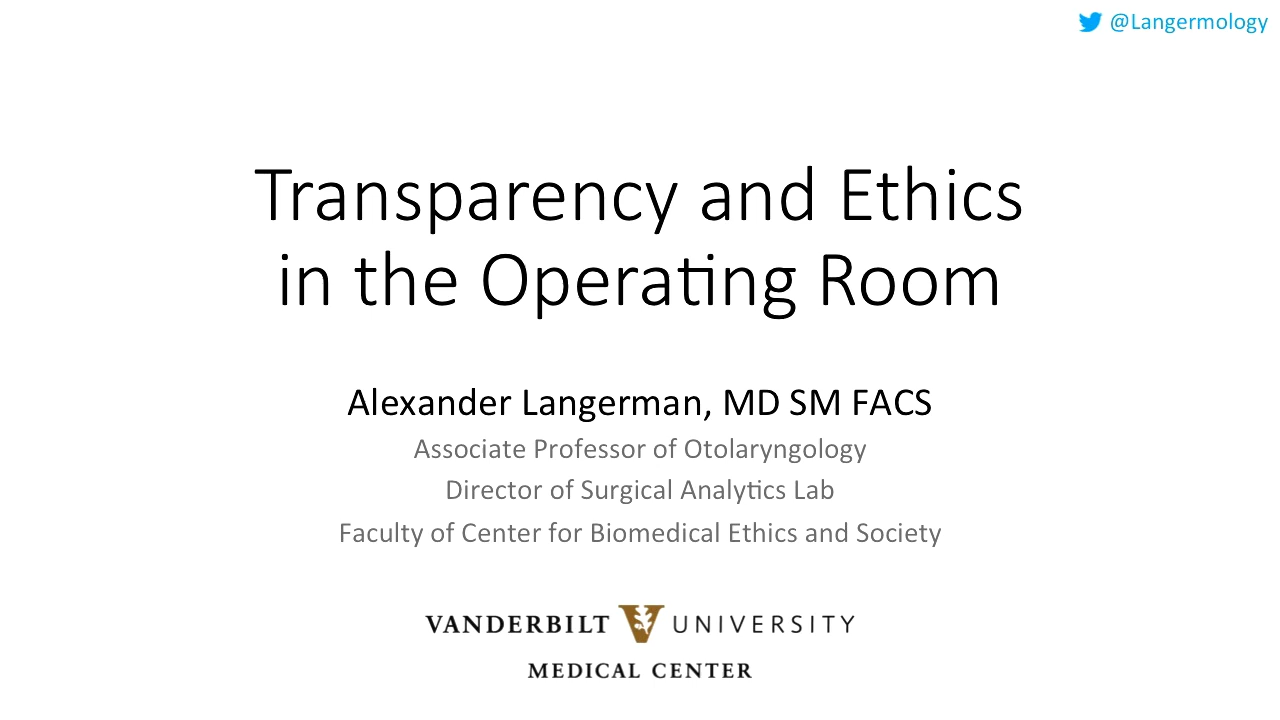 @Langermology
Transparency and Ethics
in the Operating Room
Alexander Langerman, MD SM FACS
Associate Professor of Otolaryngology
Director of Surgical Analytics Lab
Faculty of Center for Biomedical Ethics and Society
VANDERBILT V UNIVERSITY
MEDICAL CENTER